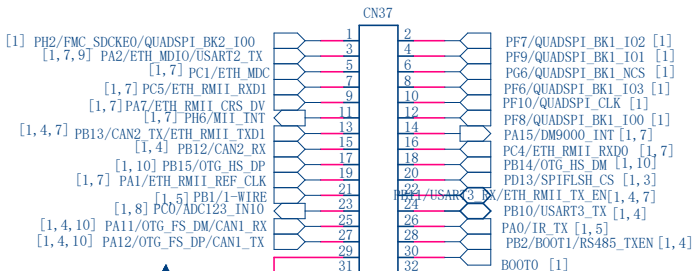 CN37
[1] PH2/FMC_SDCKE0/QUADSPI_BK2_IO0 1 2 PF7/QUADSPI_BK1_IO2 [1]
[1,7,9] PA2/ETH_MDIO/USART2_TX 3 4 PF9/QUADSPI_BK1_IO1 [1]
[1,7] PC1/ETH_MDC 5 6 PG6/QUADSPI_BK1_NCS [1]
[1,7] PC5/ETH_RMII_RXD1 7 8 PF6/QUADSPI_BK1_IO3 [1]
[1,7] PA7/ETH_RMII_CRS_DV 9 10 PF10/QUADSPI_CLK [1]
[1,7] PH6/MII_INT 11 12 PF8/QUADSPI_BK1_IO0 [1]
[1,4,7] PB13/CAN2_TX/ETH_RMII_TXD1 13 14 PA15/DM9000_INT [1,7]
[1,4] PB12/CAN2_RX 15 16 PC4/ETH_RMII_RXD0 [1,7]
[1,10] PB15/OTG_HS_DP 17 18 PB14/OTG_HS_DM [1,10]
[1,7] PA1/ETH_RMII_REF_CLK 19 20 PD13/SPIFLSH_CS [1,3]
[1,5] PB1/1-WIRE 21 22 PB11/USART3_RX/ETH_RMII_TX_EN [1,4,7]
[1,8] PC0/ADC123_IN10 23 24 PB10/USART3_TX [1,4]
[1,4,10] PA11/OTG_FS_DM/CAN1_RX 25 26 PA0/IR_TX [1,5]
[1,4,10] PA12/OTG_FS_DP/CAN1_TX 27 28 PB2/BOOT1/RS485_TXEN [1,4]
29 30 BOOT0 [1]
31 32